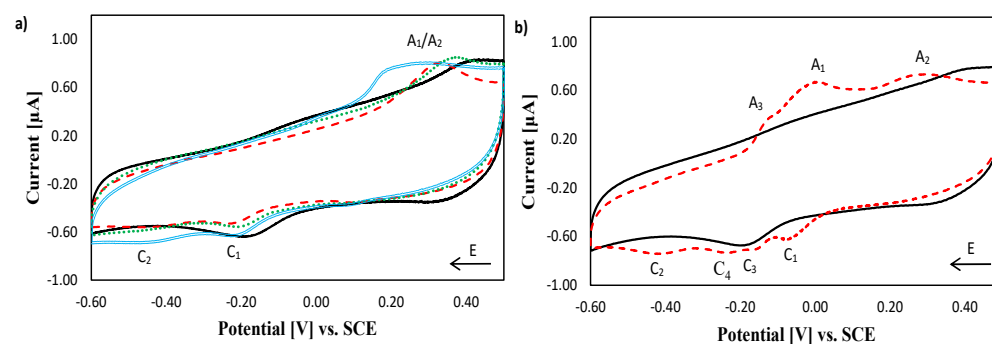 a)
1.00
0.60
0.20
-0.20
-0.60
-1.00
Current [µA]
A₁/A₂
C₂
C₁
E
-0.60 -0.40 -0.20 0.00 0.20 0.40
Potential [V] vs. SCE
b)
1.00
0.60
0.20
-0.20
-0.60
-1.00
Current [µA]
A₁
A₂
A₃
C₂
C₄
C₃
C₁
E
-0.60 -0.40 -0.20 0.00 0.20 0.40
Potential [V] vs. SCE